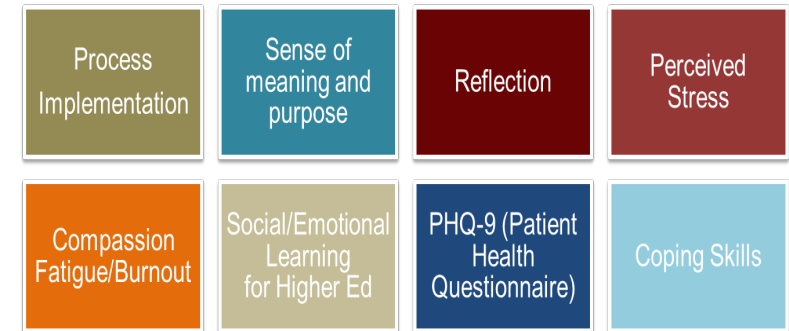 Process
Implementation
Sense of
meaning and
purpose
Reflection
Perceived
Stress
Compassion
Fatigue/Burnout
Social/Emotional
Learning
for Higher Ed
PHQ-9 (Patient
Health
Questionnaire)
Coping Skills